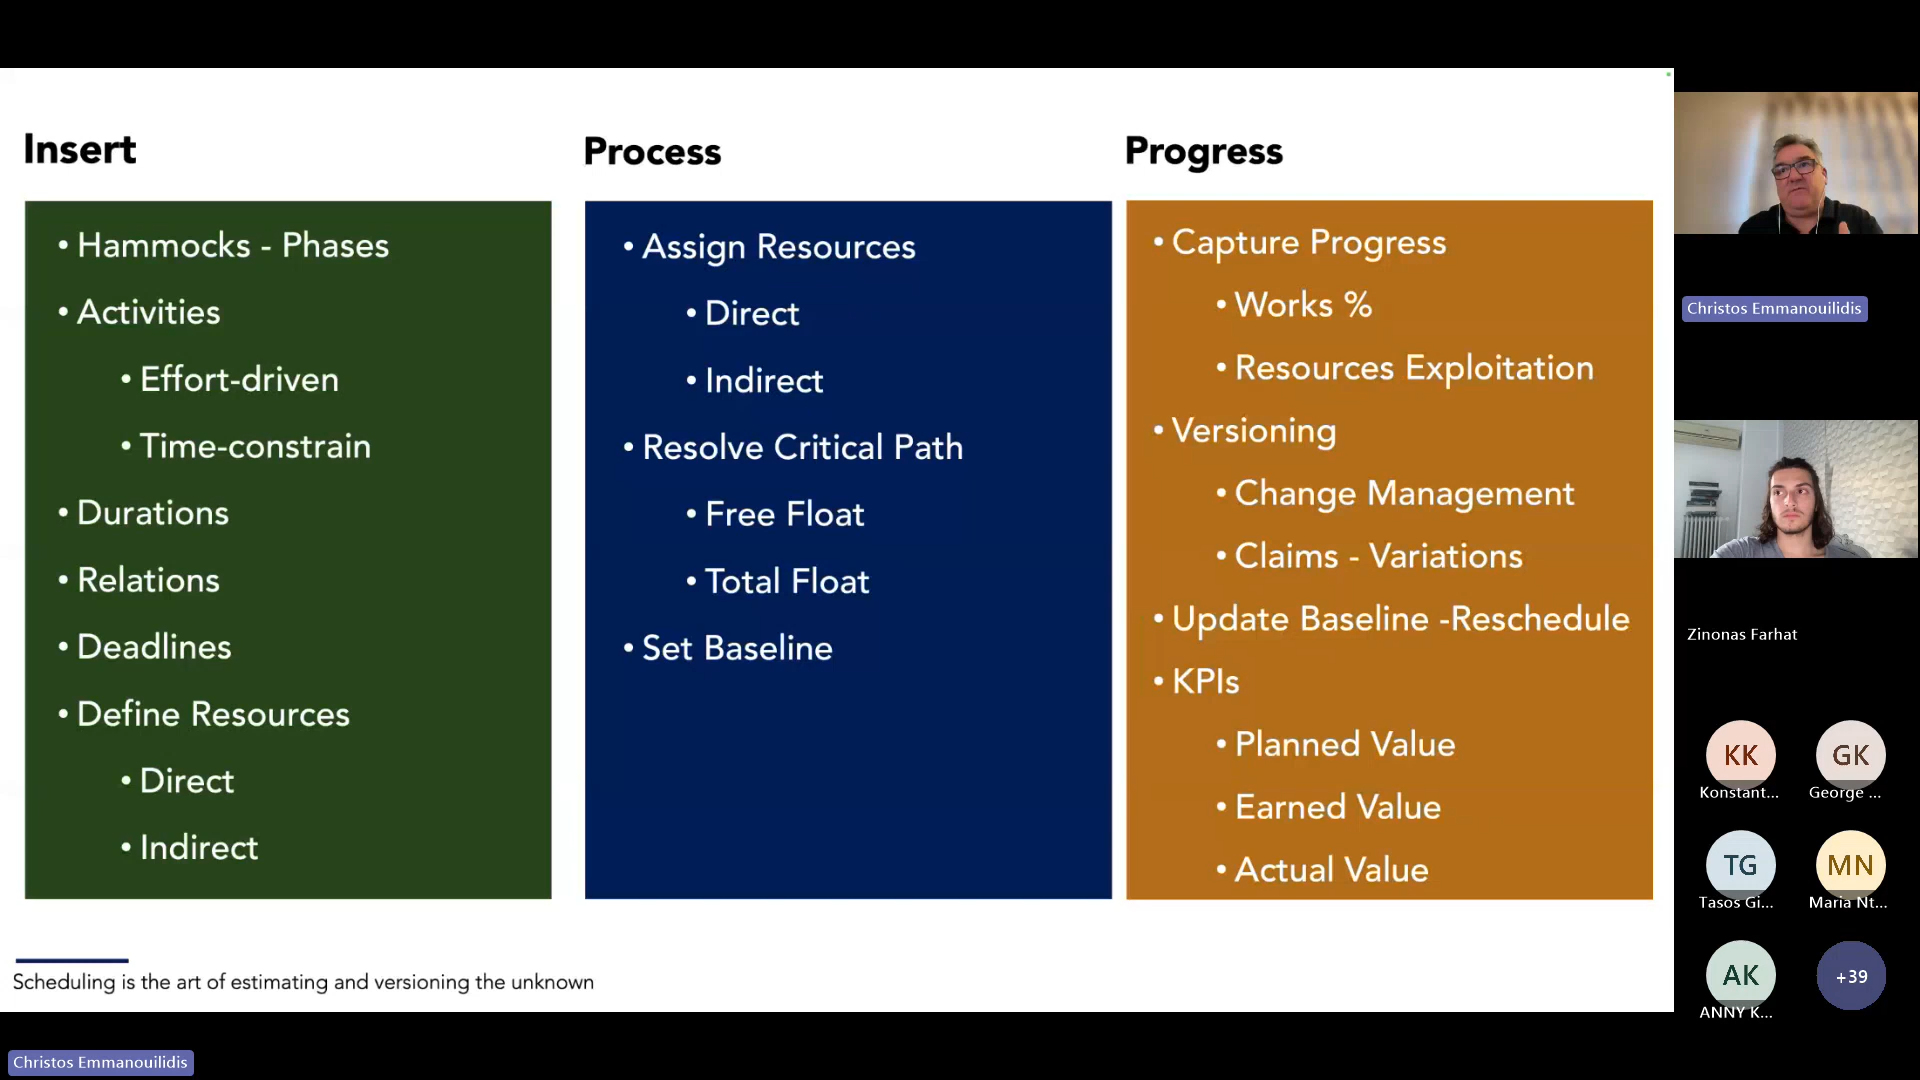 Insert
• Hammocks - Phases
• Activities
• Effort-driven
• Time-constrain
• Durations
• Relations
• Deadlines
• Define Resources
• Direct
• Indirect
Process
• Assign Resources
• Direct
• Indirect
• Resolve Critical Path
• Free Float
• Total Float
• Set Baseline
Progress
• Capture Progress
• Works %
• Resources Exploitation
• Versioning
• Change Management
• Claims - Variations
• Update Baseline -Reschedule
• KPIs
• Planned Value
• Earned Value
• Actual Value
Scheduling is the art of estimating and versioning the unknown
Christos Emmanouilidis
Christos Emmanouilidis
Zinonas Farhat
KK
Konstant...
GK
George ...
TG
Tasos Gi...
MN
Maria Nt...
AK
ANNY K...
+39